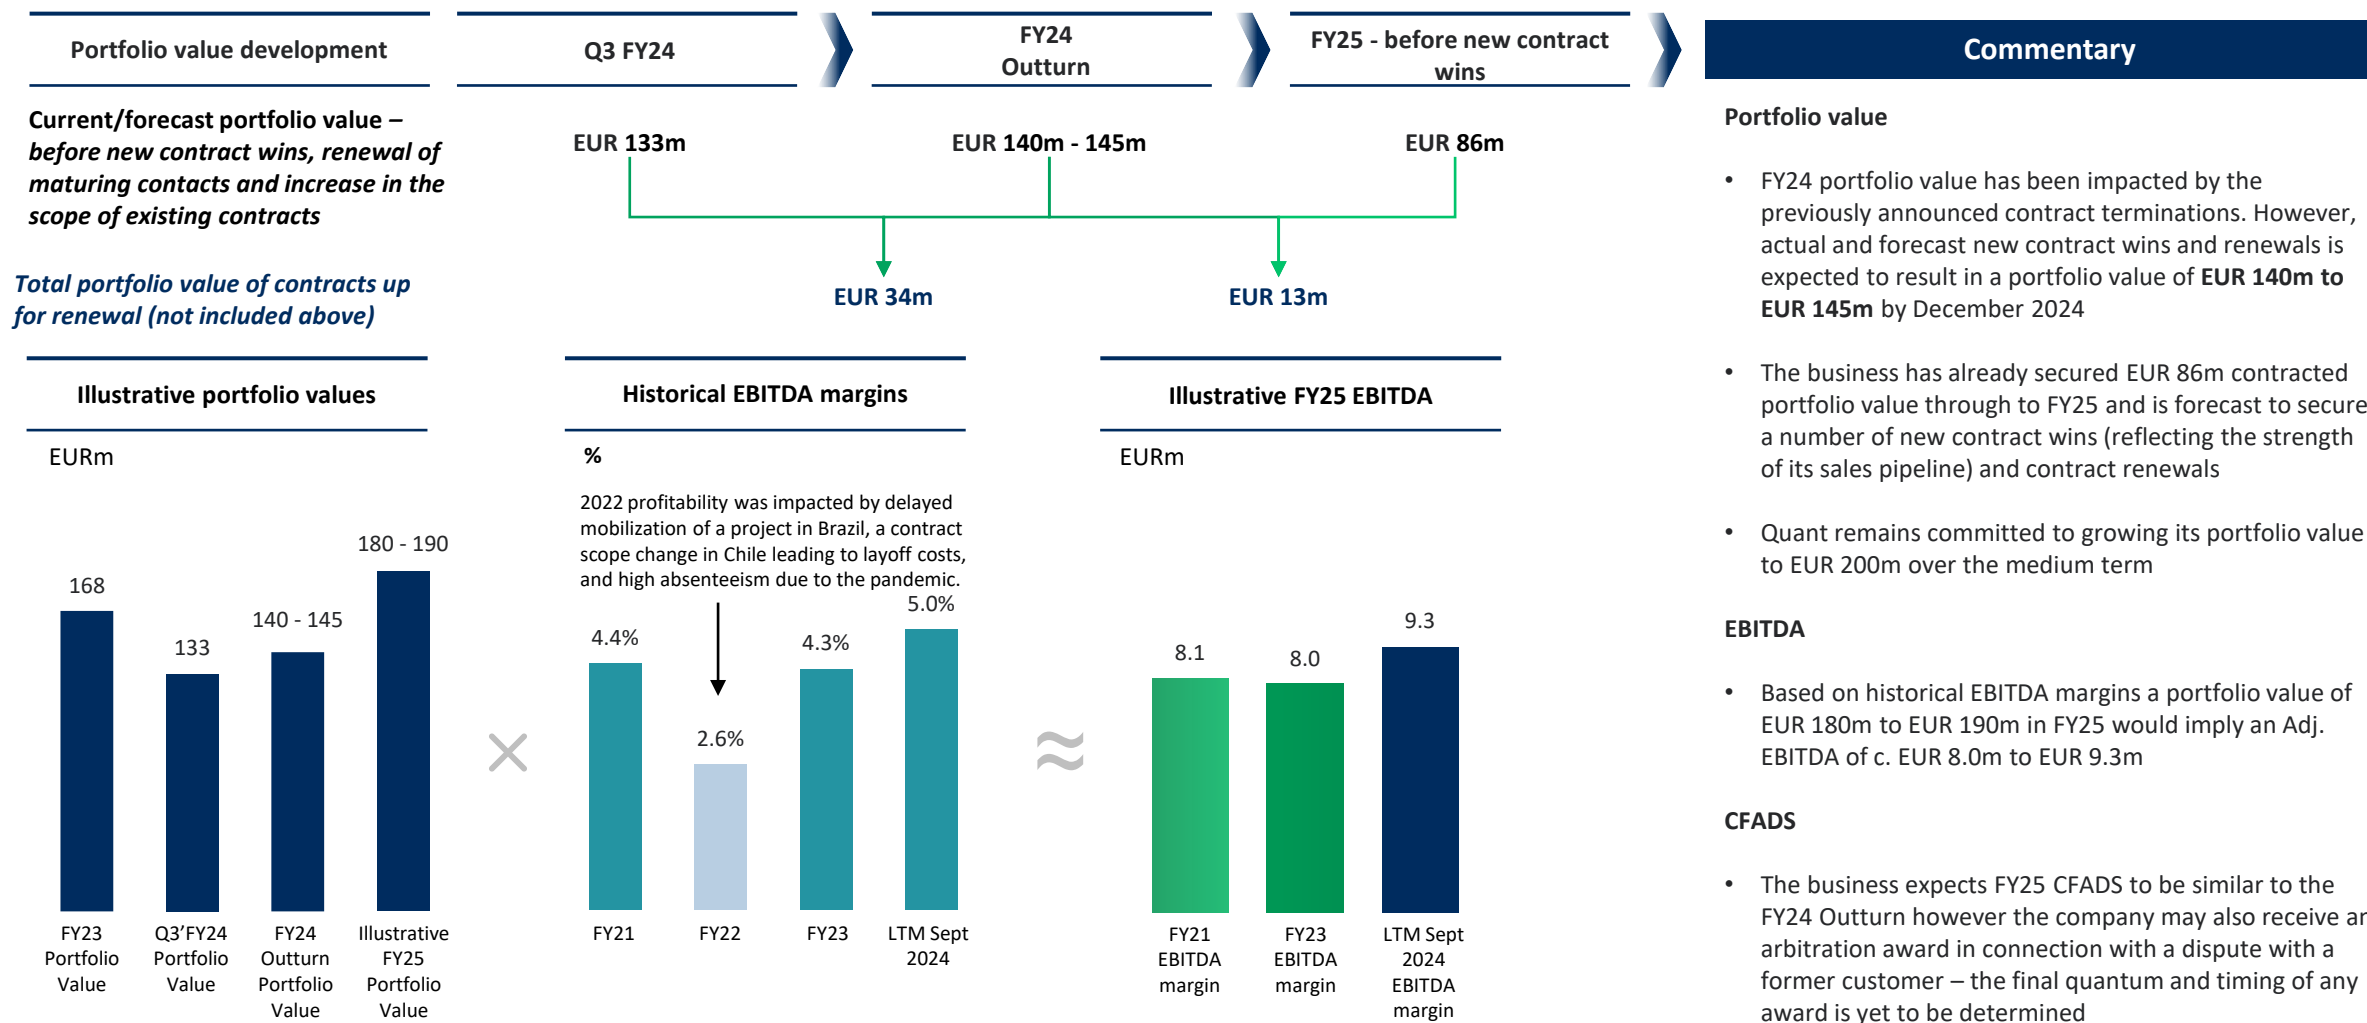 Portfolio value development
Q3 FY24
FY24
Outturn
FY25 - before new contract
wins
Current/forecast portfolio value –
before new contract wins, renewal of
maturing contacts and increase in the
scope of existing contracts
EUR 133m
EUR 140m - 145m
EUR 86m
Total portfolio value of contracts up
for renewal (not included above)
EUR 34m
EUR 13m
Illustrative portfolio values
EURm
168
133
140 - 145
180 - 190
FY23
Portfolio
Value
Q3’FY24
Portfolio
Value
FY24
Outturn
Portfolio
Value
Illustrative
FY25
Portfolio
Value
×
Historical EBITDA margins
%
2022 profitability was impacted by delayed
mobilization of a project in Brazil, a contract
scope change in Chile leading to layoff costs,
and high absenteeism due to the pandemic.
4.4%
2.6%
4.3%
5.0%
FY21
FY22
FY23
LTM Sept
2024
≈
Illustrative FY25 EBITDA
EURm
8.1
8.0
9.3
FY21
EBITDA
margin
FY23
EBITDA
margin
LTM Sept
2024
EBITDA
margin
Commentary
Portfolio value
• FY24 portfolio value has been impacted by the
previously announced contract terminations. However,
actual and forecast new contract wins and renewals is
expected to result in a portfolio value of EUR 140m to
EUR 145m by December 2024
• The business has already secured EUR 86m contracted
portfolio value through to FY25 and is forecast to secure
a number of new contract wins (reflecting the strength
of its sales pipeline) and contract renewals
• Quant remains committed to growing its portfolio value
to EUR 200m over the medium term
EBITDA
• Based on historical EBITDA margins a portfolio value of
EUR 180m to EUR 190m in FY25 would imply an Adj.
EBITDA of c. EUR 8.0m to EUR 9.3m
CFADS
• The business expects FY25 CFADS to be similar to the
FY24 Outturn however the company may also receive an
arbitration award in connection with a dispute with a
former customer – the final quantum and timing of any
award is yet to be determined